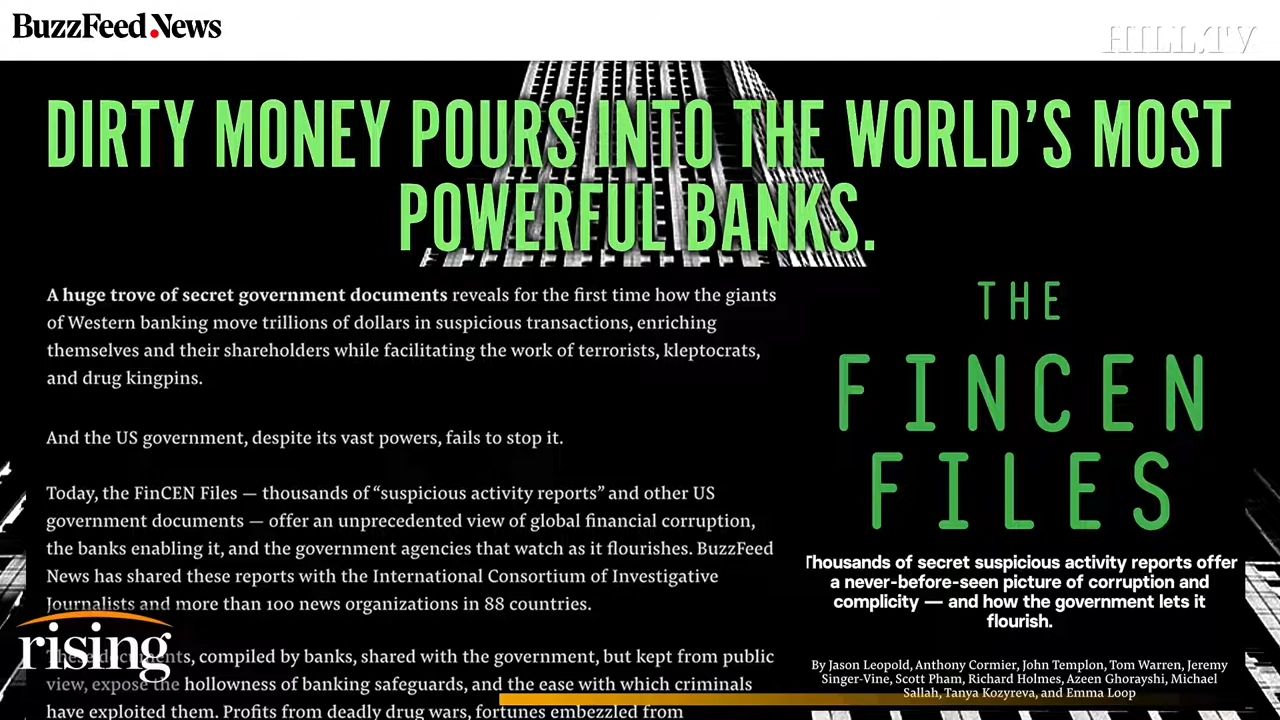 BuzzFeed.News
HILL.TV
DIRTY MONEY POURS INTO THE WORLD'S MOST
POWERFUL BANKS.
A huge trove of secret government documents reveals for the first time how the giants
of Western banking move trillions of dollars in suspicious transactions, enriching
themselves and their shareholders while facilitating the work of terrorists, kleptocrats,
and drug kingpins.
And the US government, despite its vast powers, fails to stop it.
Today, the FinCEN Files — thousands of “suspicious activity reports” and other US
government documents — offer an unprecedented view of global financial corruption,
the banks enabling it, and the government agencies that watch as it flourishes. BuzzFeed
News has shared these reports with the International Consortium of Investigative
Journalists and more than 100 news organizations in 88 countries.
These documents, compiled by banks, shared with the government, but kept from public
view, expose the hollowness of banking safeguards, and the ease with which criminals
have exploited them. Profits from deadly drug wars, fortunes embezzled from
THE
FINCEN
FILES
Thousands of secret suspicious activity reports offer
a never-before-seen picture of corruption and
complicity — and how the government lets it
flourish.
By Jason Leopold, Anthony Cormier, John Templon, Tom Warren, Jeremy
Singer-Vine, Scott Pham, Richard Holmes, Azeen Ghorayshi, Michael
Sallah, Tanya Kozyreva, and Emma Loop
rising